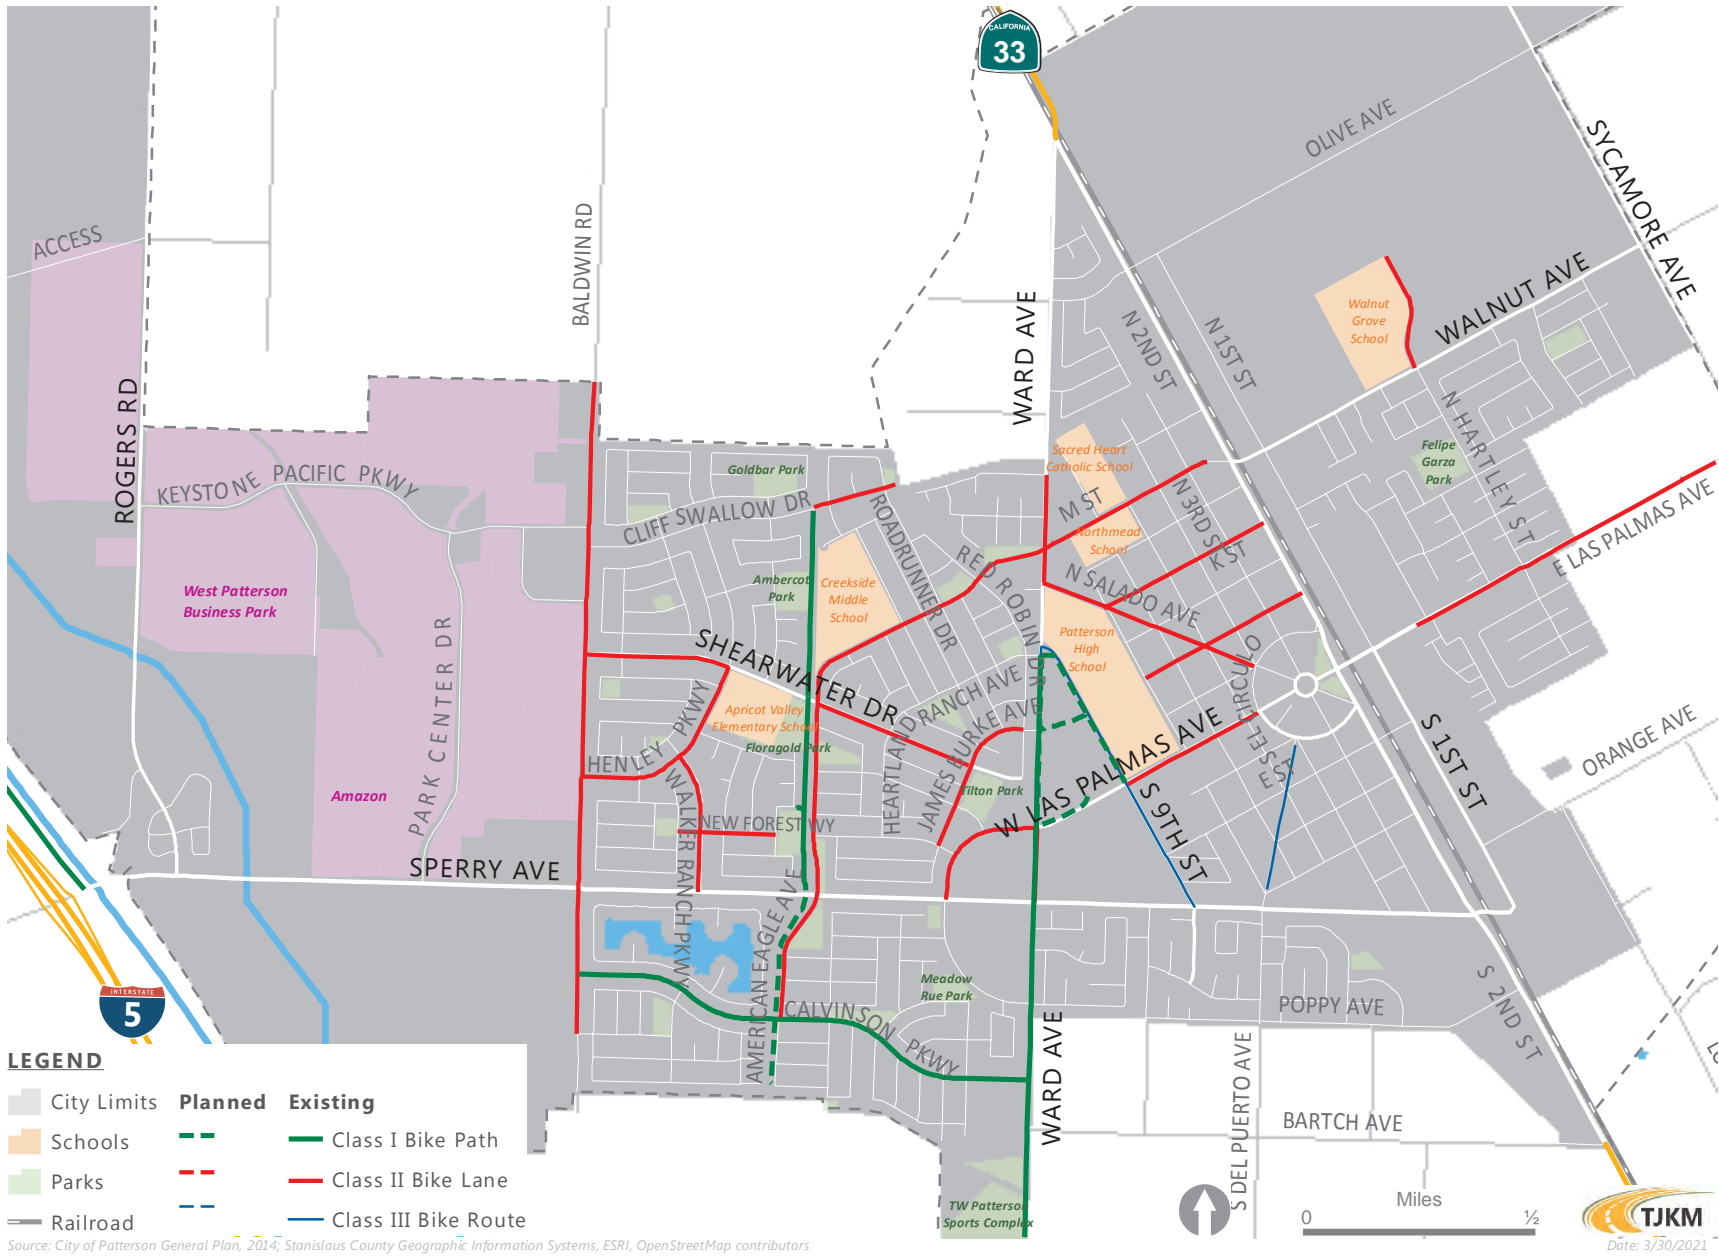 CALIFORNIA
33
OLIVE AVE
SYCAMORE AVE
ACCESS
BALDWIN RD
WARD AVE
N 2ND ST
N 1ST ST
Walnut
Grove
School
WALNUT AVE
ROGERS RD
KEYSTONE
PACIFIC PKWY
Goldbar Park
CLIFF SWALLOW DR
ROADRUNNER DR
RED ROBIN DR
Sacred Heart
Catholic School
M ST
N 3RD ST
K ST
Northmead
School
N SALADO AVE
Felipe
Garza
Park
N HARTLEY ST
E LAS PALMAS AVE
West Patterson
Business Park
Ambercot
Park
Creekside
Middle
School
Patterson
High
School
PARK CENTER DR
SHEARWATER DR
Apricot Valley
Elementary School
Floragold Park
HENLEY PKWY
HEARTLAND
RANCH AVE
JAMES BURKE AVE
EL CIRCULO
S
E ST
W LAS PALMAS AVE
S 1ST ST
ORANGE AVE
Amazon
WALKER RANCH PKWY
NEW FOREST WY
Tilton Park
S 9TH ST
SPERRY AVE
AMERICAN EAGLE AVE
CALVINSON PKWY
Meadow
Rue Park
POPPY AVE
S 2ND ST
INTERSTATE
5
WARD AVE
S DEL PUERTO AVE
BARTCH AVE
TW Patterson
Sports Complex
LEGEND
City Limits
Schools
Parks
Railroad
Planned
Existing
Class I Bike Path
Class II Bike Lane
Class III Bike Route
Miles
0
½
TJKM
Source: City of Patterson General Plan, 2014; Stanislaus County Geographic Information Systems, ESRI, OpenStreetMap contributors
Date: 3/30/2021